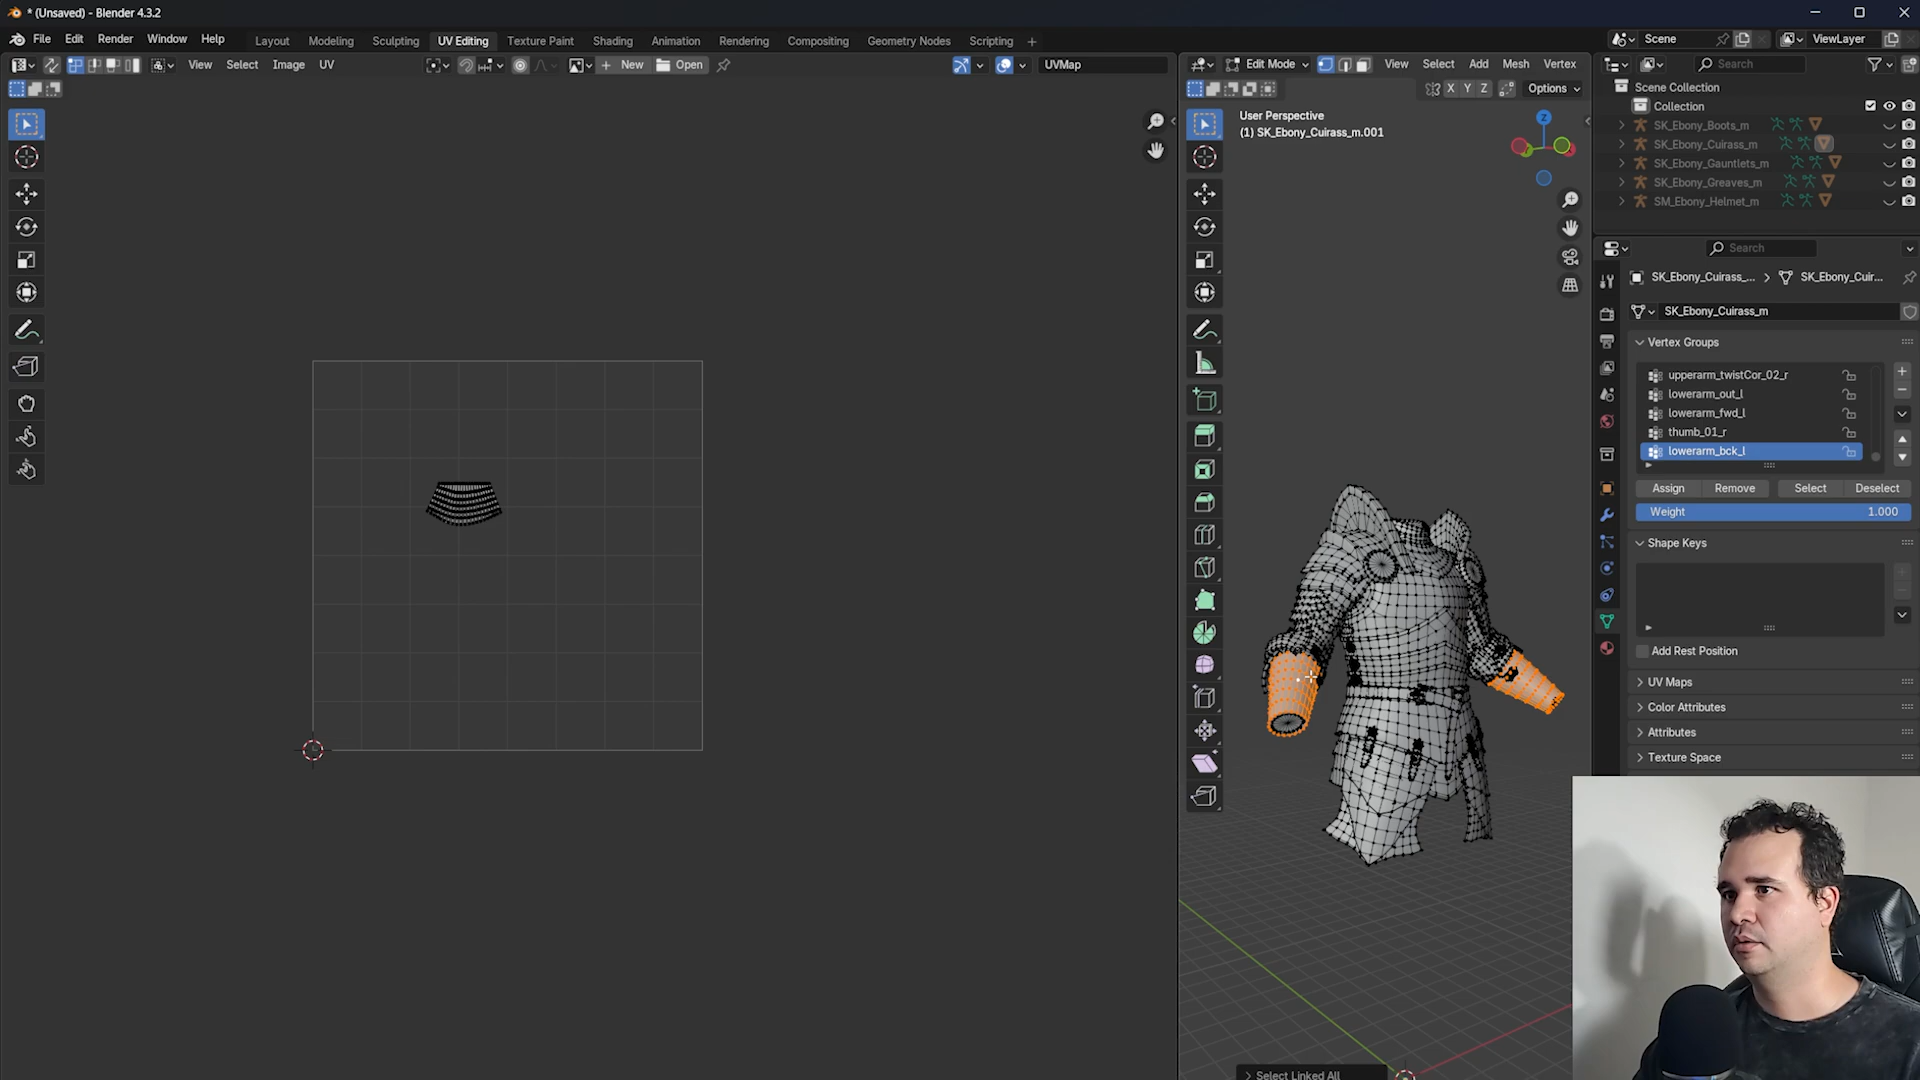 * (Unsaved) - Blender 4.3.2
File Edit Render Window Help
Layout Modeling Sculpting UV Editing Texture Paint Shading Animation Rendering Compositing Geometry Nodes Scripting +
Scene
ViewLayer
View Select Image UV
New
Open
UVMap
Edit Mode
View Select Add Mesh Vertex
Search
X Y Z
Options
Scene Collection
Collection
SK_Ebony_Boots_m
SK_Ebony_Cuirass_m
SK_Ebony_Gauntlets_m
SK_Ebony_Greaves_m
SM_Ebony_Helmet_m
User Perspective
(1) SK_Ebony_Cuirass_m.001
Z
Search
SK_Ebony_Cuirass_... > SK_Ebony_Cuir...
SK_Ebony_Cuirass_m
Vertex Groups
upperarm_twistCor_02_r
lowerarm_out_l
lowerarm_fwd_l
thumb_01_r
lowerarm_bck_l
Assign Remove Select Deselect
Weight 1.000
Shape Keys
Add Rest Position
UV Maps
Color Attributes
Attributes
Texture Space
Select Linked All